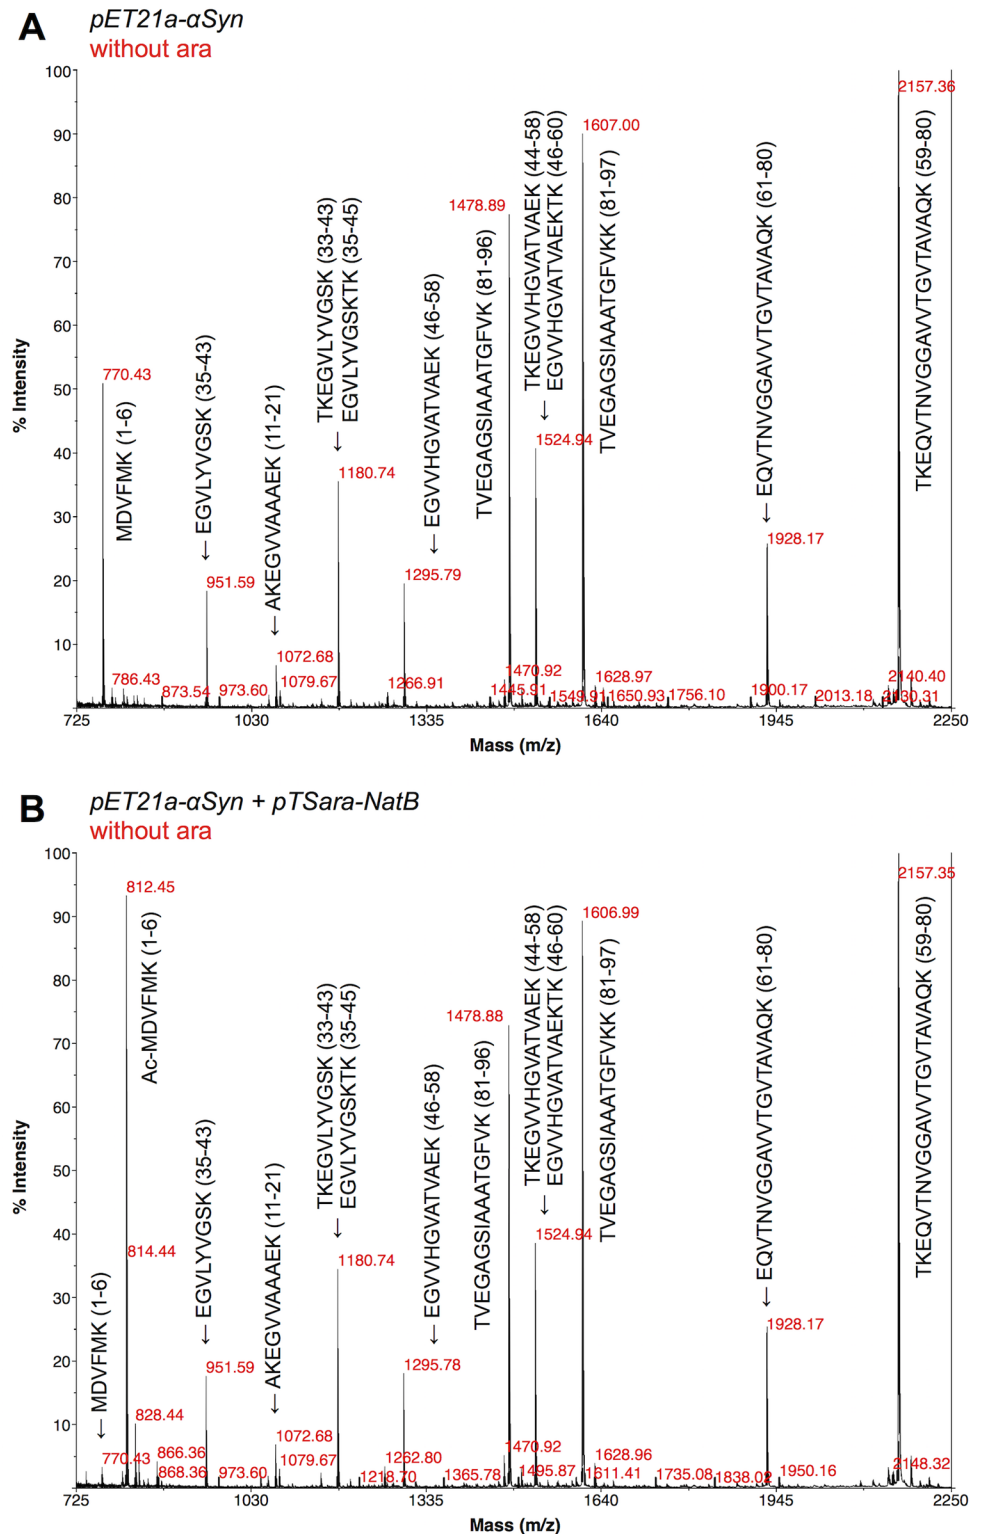 A
pET21a-αSyn
without ara
100
90
80
70
60
50
40
30
20
10
% Intensity
770.43
MDVFMK (1-6)
786.43
873.54
EGVLYVGSK (35-43)
951.59
973.60
AKEGVVAAAEK (11-21)
1072.68
1079.67
TKEGVLYVGSK (33-43)
EGVLYVGSKTK (35-45)
1180.74
1266.91
EGVVHGVATVAEK (46-58)
1295.79
1445.91
1470.92
TVEGAGSIAAATGFVK (81-96)
1478.89
TKEGVVHGVATVAEK (44-58)
EGVVHGVATVAEKTK (46-60)
1524.94
1549.91
1607.00
TVEGAGSIAAATGFVKK (81-97)
1628.97
1650.93
1756.10
1900.17
EQVTNVGGAVVTGVTAVAQK (61-80)
1928.17
2013.18
2130.31
2140.40
2157.36
TKEQVTNVGGAVVTGVTAVAQK (59-80)
725
1030
1335
1640
1945
2250
Mass (m/z)
B
pET21a-αSyn + pTSara-NatB
without ara
100
90
80
70
60
50
40
30
20
10
% Intensity
MDVFMK (1-6)
770.43
812.45
Ac-MDVFMK (1-6)
814.44
828.44
866.36
868.36
EGVLYVGSK (35-43)
951.59
973.60
AKEGVVAAAEK (11-21)
1072.68
1079.67
TKEGVLYVGSK (33-43)
EGVLYVGSKTK (35-45)
1180.74
1218.70
1262.80
EGVVHGVATVAEK (46-58)
1295.78
1365.78
1470.92
TVEGAGSIAAATGFVK (81-96)
1478.88
1495.87
TKEGVVHGVATVAEK (44-58)
EGVVHGVATVAEKTK (46-60)
1524.94
1606.99
TVEGAGSIAAATGFVKK (81-97)
1611.41
1628.96
1735.08
1838.02
EQVTNVGGAVVTGVTAVAQK (61-80)
1928.17
1950.16
2148.32
2157.35
TKEQVTNVGGAVVTGVTAVAQK (59-80)
725
1030
1335
1640
1945
2250
Mass (m/z)